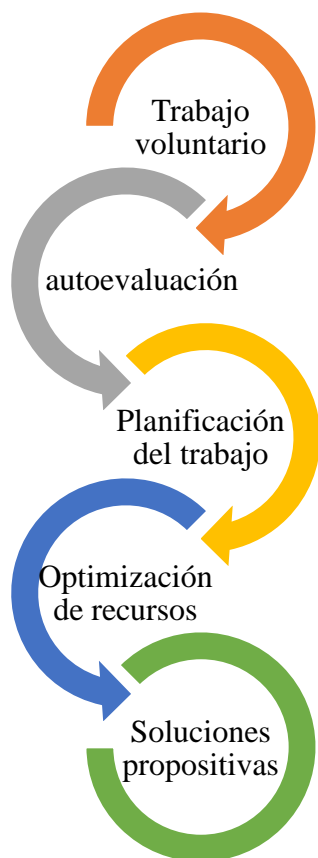 Trabajo
voluntario
autoevaluación
Planificación
del trabajo
Optimización
de recursos
Soluciones
propositivas